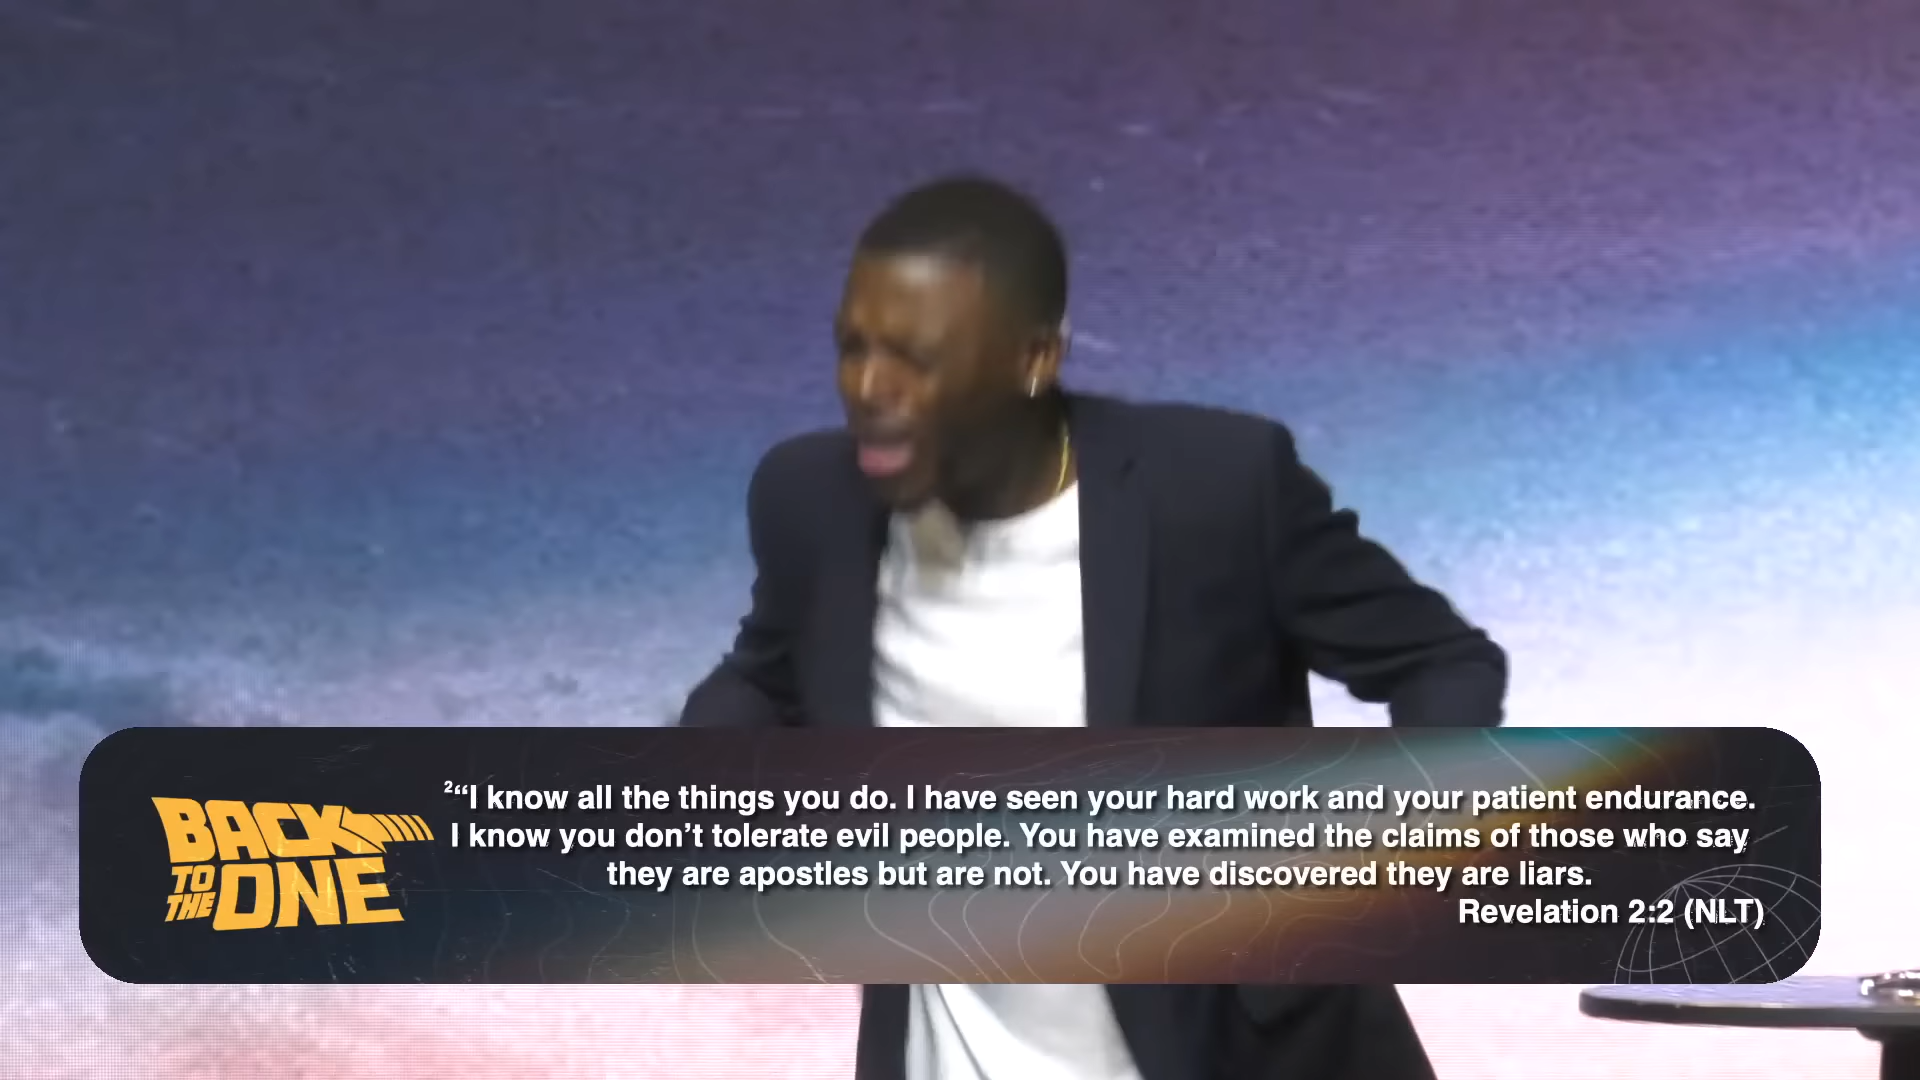 BACK
TO
THE
ONE
²“I know all the things you do. I have seen your hard work and your patient endurance.
I know you don’t tolerate evil people. You have examined the claims of those who say
they are apostles but are not. You have discovered they are liars.
Revelation 2:2 (NLT)